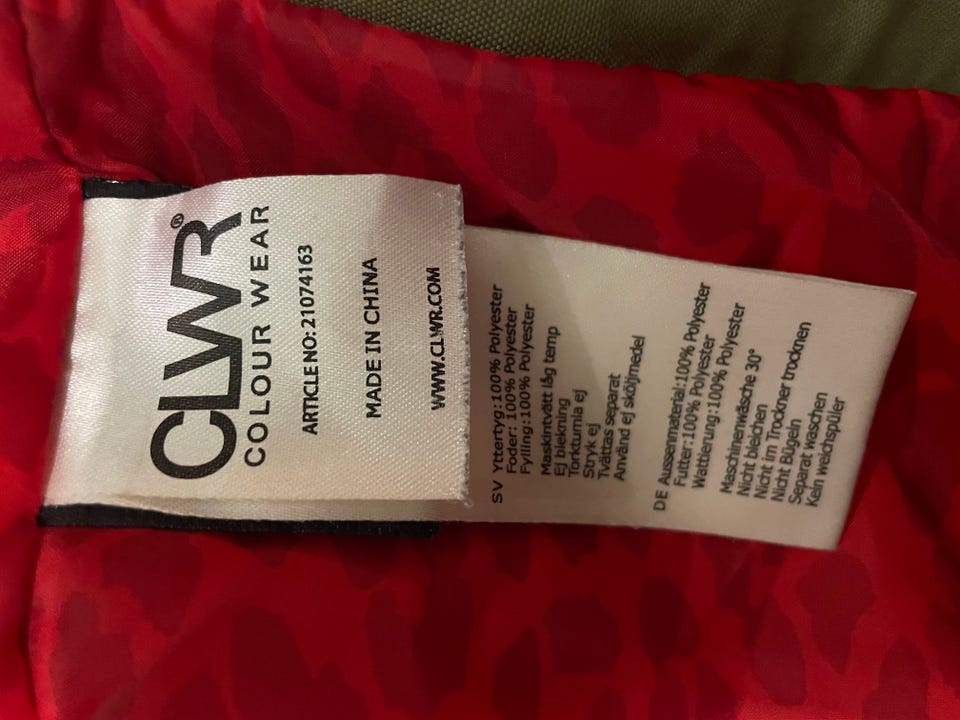 CLWR®
COLOUR WEAR
ARTICLE NO: 21074163
MADE IN CHINA
WWW.CLWR.COM
SV Yttertyg:100% Polyester
Foder: 100% Polyester
Fyllning:100% Polyester
Maskintvätt låg temp
Ej blekning
Torktumla ej
Stryk ej
Tvättas separat
Använd ej sköljmedel
DE Aussenmaterial:100% Polyester
Futter:100% Polyester
Wattierung:100% Polyester
Maschinenwäsche 30°
Nicht bleichen
Nicht im Trockner trocknen
Nicht Bügeln
Separat waschen
Kein weichspüler